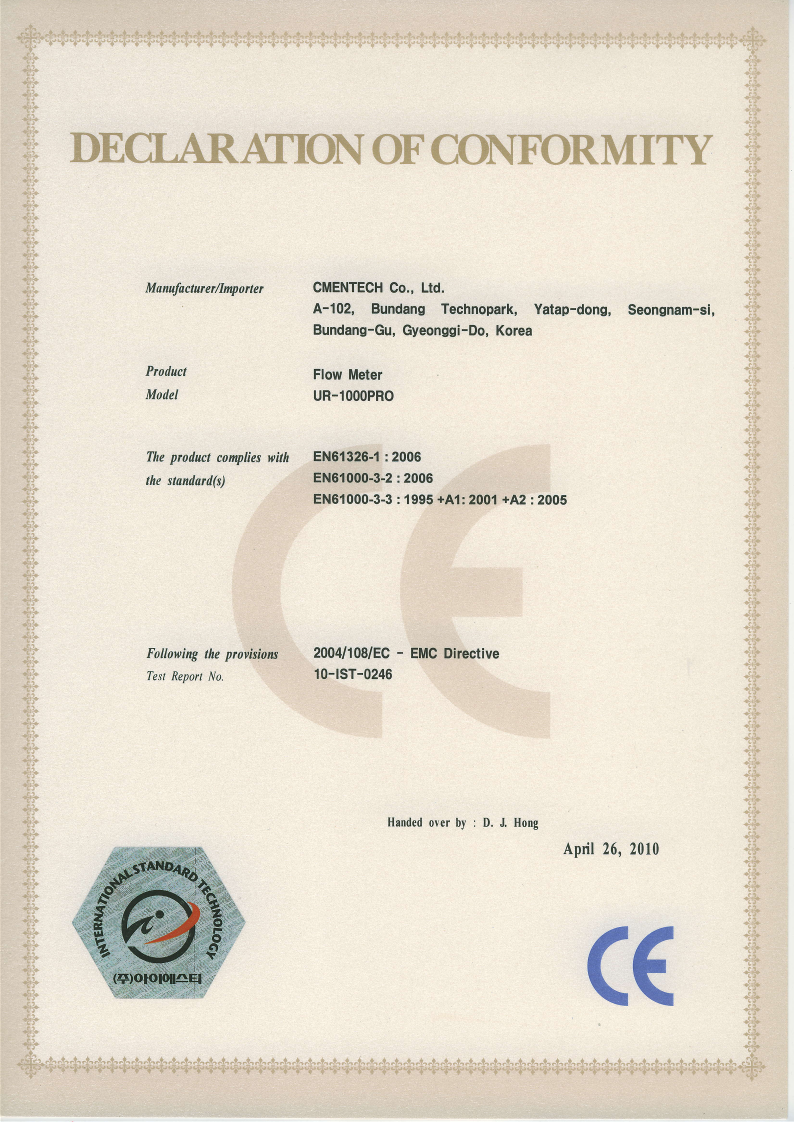 DECLARATION OF CONFORMITY
Manufacturer/Importer CMENTECH Co., Ltd.
A-102, Bundang Technopark, Yatap-dong, Seongnam-si,
Bundang-Gu, Gyeonggi-Do, Korea
Product Flow Meter
Model UR-1000PRO
The product complies with EN61326-1 : 2006
the standard(s) EN61000-3-2 : 2006
EN61000-3-3 : 1995 +A1: 2001 +A2 : 2005
CE
Following the provisions 2004/108/EC - EMC Directive
Test Report No. 10-IST-0246
Handed over by : D. J. Hong
April 26, 2010
INTERNATIONAL STANDARD TECHNOLOGY
(주)아이에스티
CE